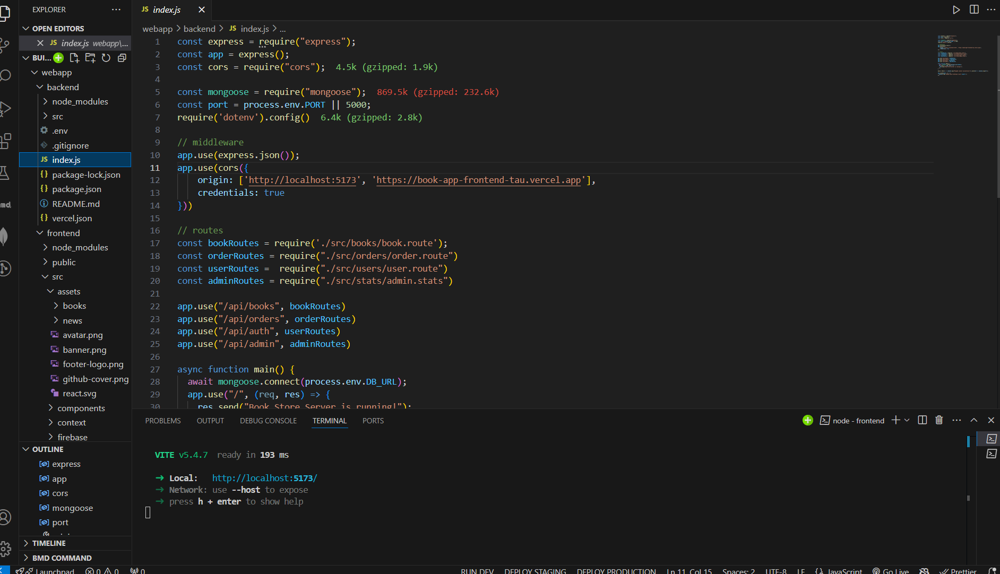 EXPLORER
OPEN EDITORS
JS index.js webapp\...
BUI...
webapp
backend
node_modules
src
.env
.gitignore
JS index.js
{} package-lock.json
{} package.json
README.md
{} vercel.json
frontend
node_modules
public
src
assets
books
news
avatar.png
banner.png
footer-logo.png
github-cover.png
react.svg
components
context
firebase
OUTLINE
express
app
cors
mongoose
port
TIMELINE
BMD COMMAND
JS index.js
webapp > backend > JS index.js > ...
1 const express = require("express");
2 const app = express();
3 const cors = require("cors"); 4.5k (gzipped: 1.9k)
4
5 const mongoose = require("mongoose"); 869.5k (gzipped: 232.6k)
6 const port = process.env.PORT || 5000;
7 require('dotenv').config() 6.4k (gzipped: 2.8k)
8
9 // middleware
10 app.use(express.json());
11 app.use(cors({
12 origin: ['http://localhost:5173', 'https://book-app-frontend-tau.vercel.app'],
13 credentials: true
14 }))
15
16 // routes
17 const bookRoutes = require('./src/books/book.route');
18 const orderRoutes = require("./src/orders/order.route")
19 const userRoutes =  require("./src/users/user.route")
20 const adminRoutes = require("./src/stats/admin.stats")
21
22 app.use("/api/books", bookRoutes)
23 app.use("/api/orders", orderRoutes)
24 app.use("/api/auth", userRoutes)
25 app.use("/api/admin", adminRoutes)
26
27 async function main() {
28 await mongoose.connect(process.env.DB_URL);
29 app.use("/", (req, res) => {
30 res.send("Book Store Server is running!");
PROBLEMS OUTPUT DEBUG CONSOLE TERMINAL PORTS
node - frontend
VITE v5.4.7 ready in 193 ms
➜ Local: http://localhost:5173/
➜ Network: use --host to expose
➜ press h + enter to show help
md
Launchpad 0 0 0
RUN DEV DEPLOY STAGING DEPLOY PRODUCTION Ln 11, Col 15 Spaces: 2 UTF-8 LF {} JavaScript Go Live Prettier